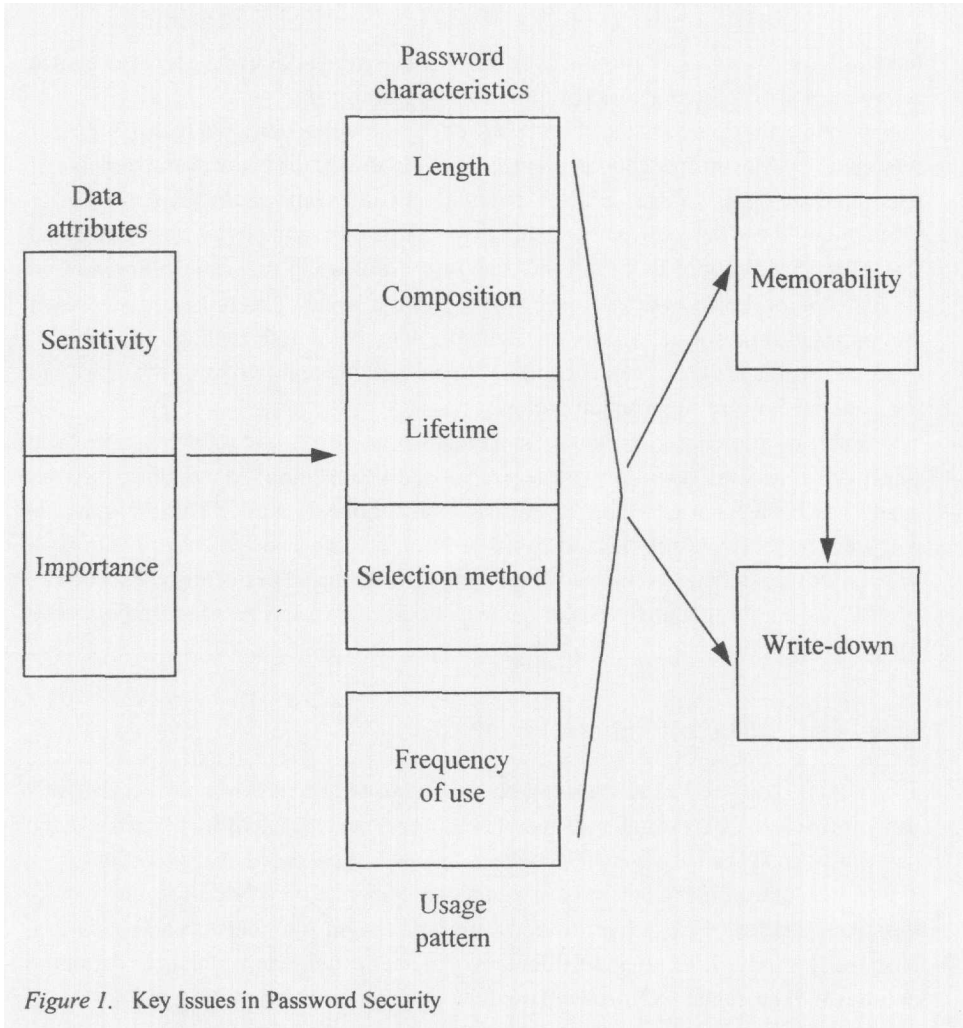 Password
characteristics
Length
Data
attributes
Composition
Memorability
Sensitivity
Lifetime
Importance
Selection method
Write-down
Frequency
of use
Usage
pattern
Figure 1. Key Issues in Password Security